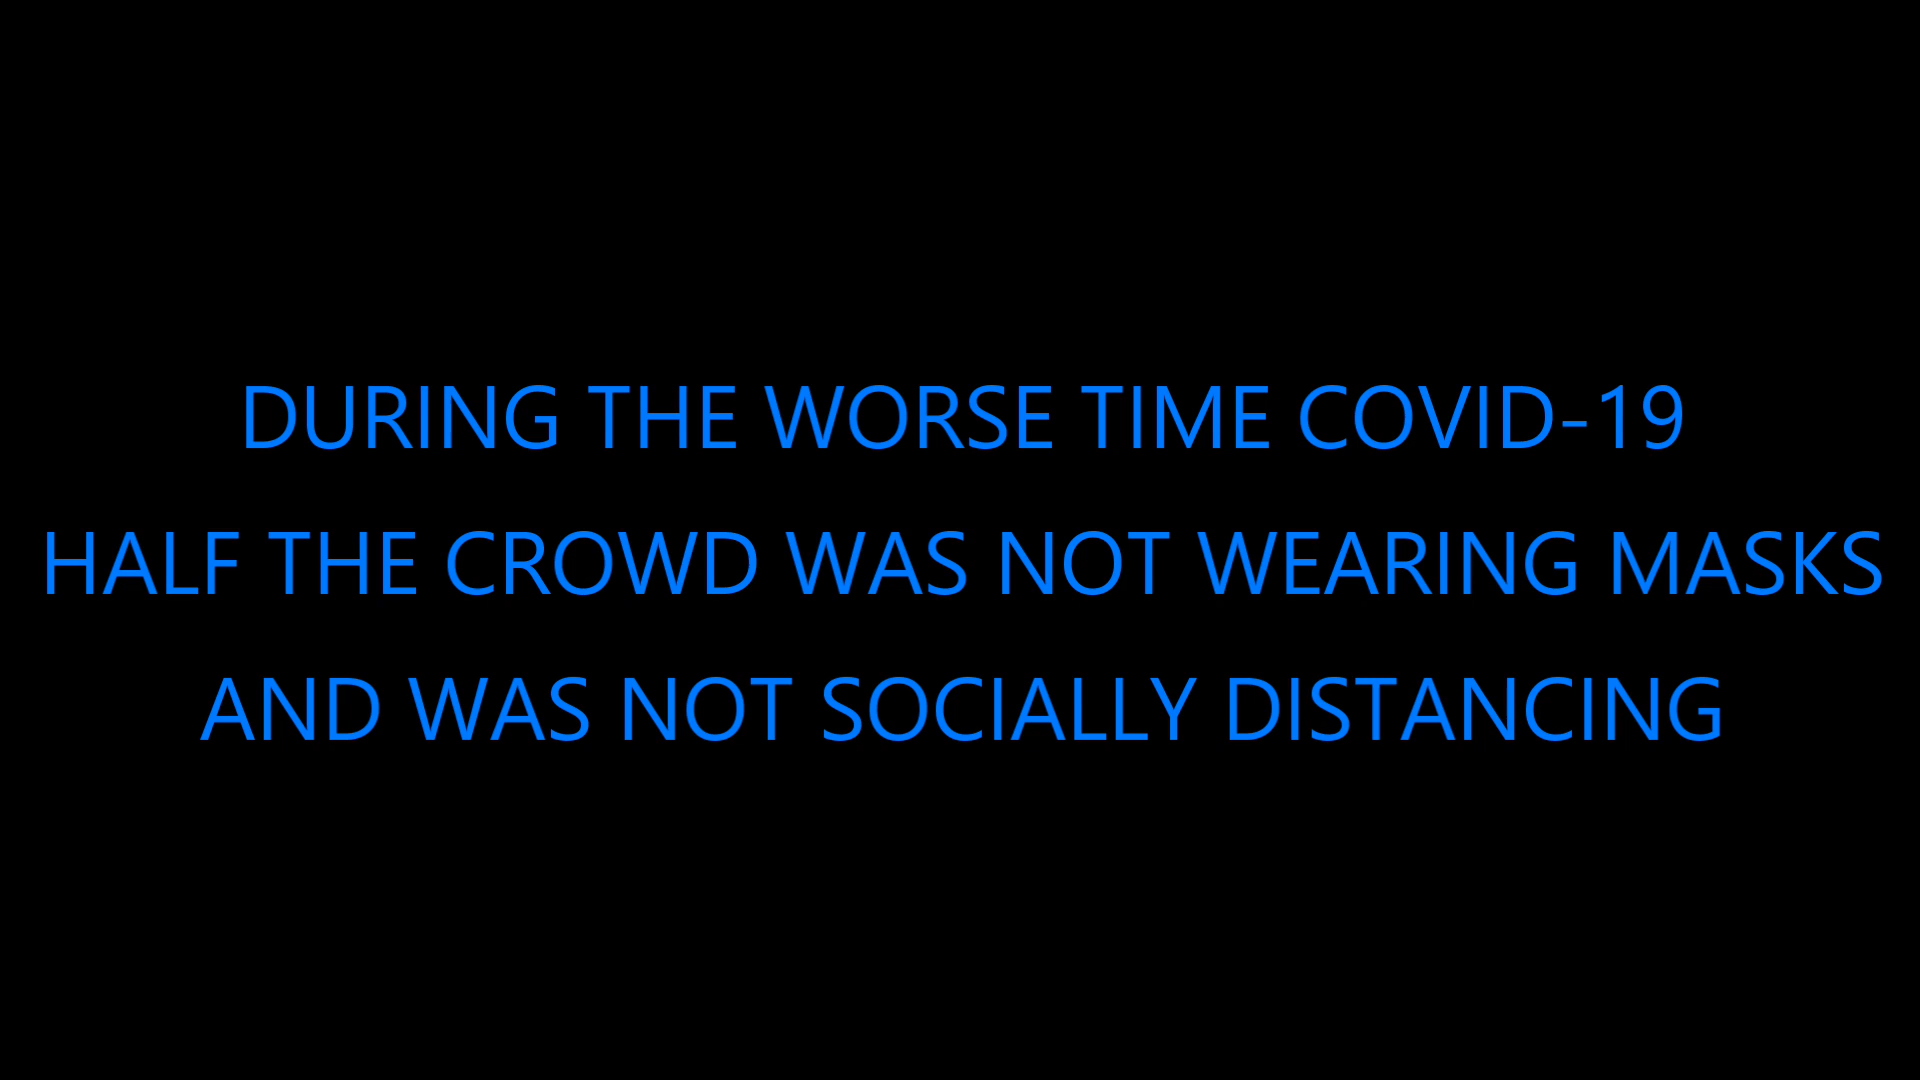 DURING THE WORSE TIME COVID-19
HALF THE CROWD WAS NOT WEARING MASKS
AND WAS NOT SOCIALLY DISTANCING